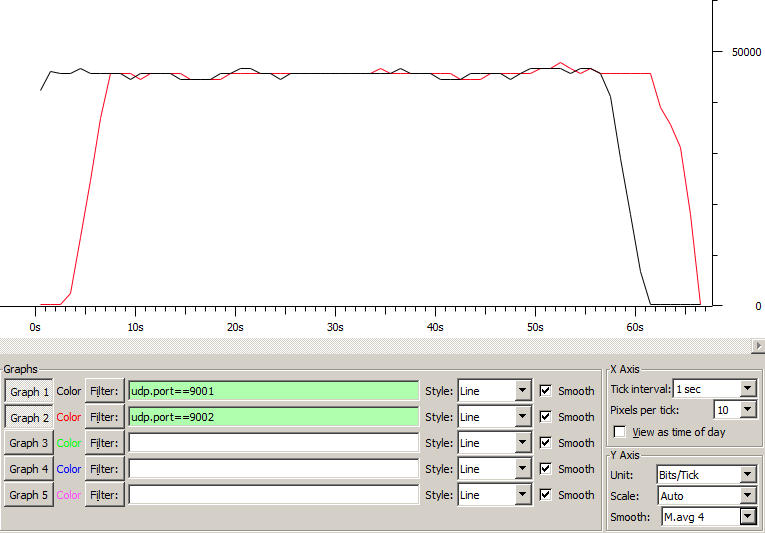 50000
0
0s 10s 20s 30s 40s 50s 60s
Graphs
Graph 1 Color Filter: udp.port==9001 Style: Line Smooth
Graph 2 Color Filter: udp.port==9002 Style: Line Smooth
Graph 3 Color Filter: Style: Line Smooth
Graph 4 Color Filter: Style: Line Smooth
Graph 5 Color Filter: Style: Line Smooth
X Axis
Tick interval: 1 sec
Pixels per tick: 10
View as time of day
Y Axis
Unit: Bits/Tick
Scale: Auto
Smooth: M.avg 4